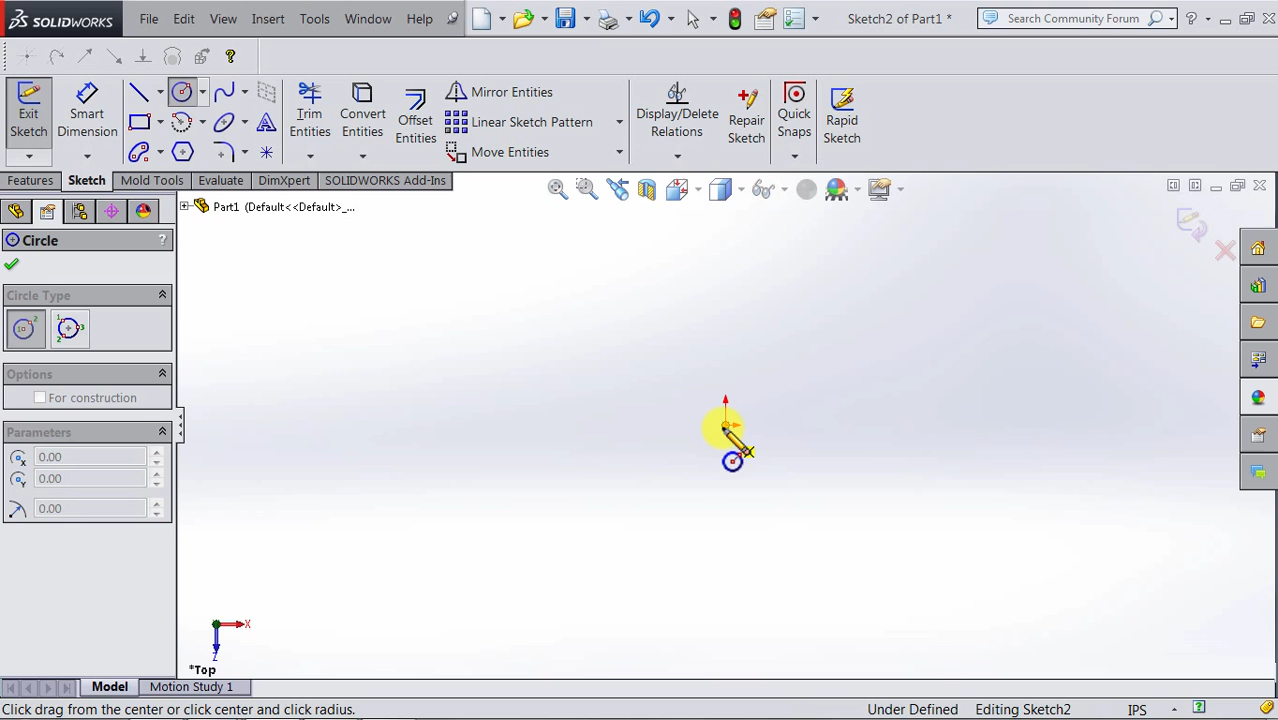 SOLIDWORKS File Edit View Insert Tools Window Help Sketch2 of Part1 * Search Community Forum
Exit Sketch
Smart Dimension
Trim Entities
Convert Entities
Offset Entities
Mirror Entities
Linear Sketch Pattern
Move Entities
Display/Delete Relations
Repair Sketch
Quick Snaps
Rapid Sketch
Features Sketch Mold Tools Evaluate DimXpert SOLIDWORKS Add-Ins
Part1 (Default<<Default>_...
Circle ?
Circle Type
Options
For construction
Parameters
0.00
0.00
0.00
X
Z
*Top
Model Motion Study 1
Click drag from the center or click center and click radius. Under Defined Editing Sketch2 IPS